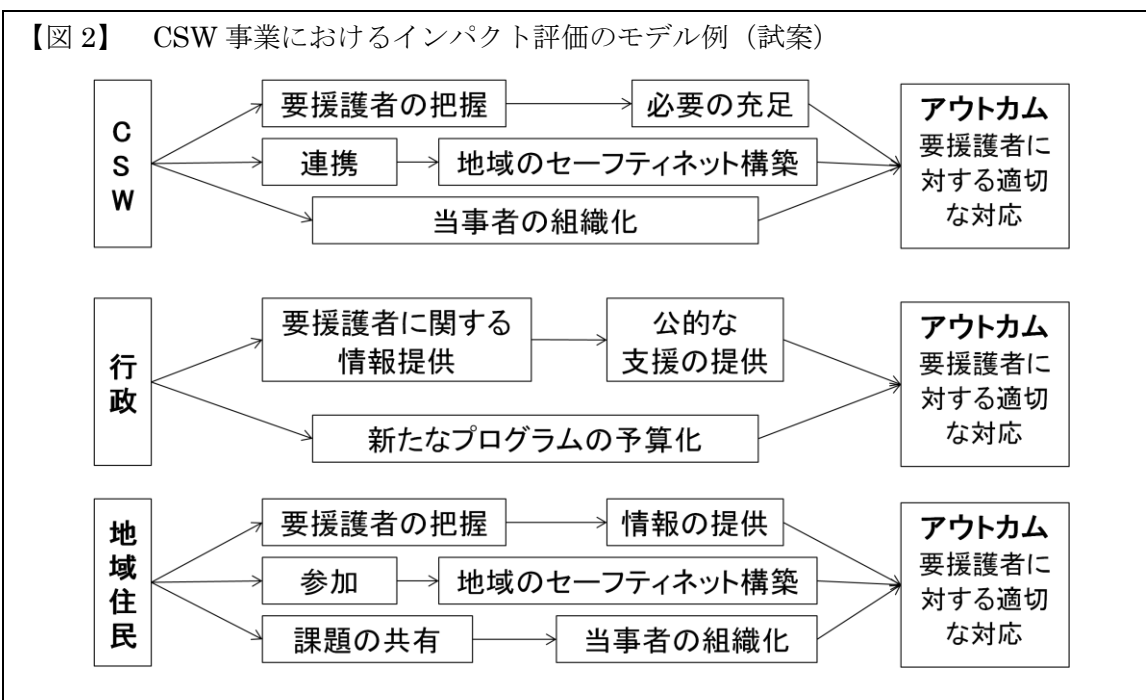 【図 2】 CSW 事業におけるインパクト評価のモデル例（試案）
CSW
要援護者の把握
必要の充足
連携
地域のセーフティネット構築
当事者の組織化
アウトカム
要援護者に
対する適切
な対応
行政
要援護者に関する
情報提供
公的な
支援の提供
新たなプログラムの予算化
アウトカム
要援護者に
対する適切
な対応
地域住民
要援護者の把握
情報の提供
参加
地域のセーフティネット構築
課題の共有
当事者の組織化
アウトカム
要援護者に
対する適切
な対応